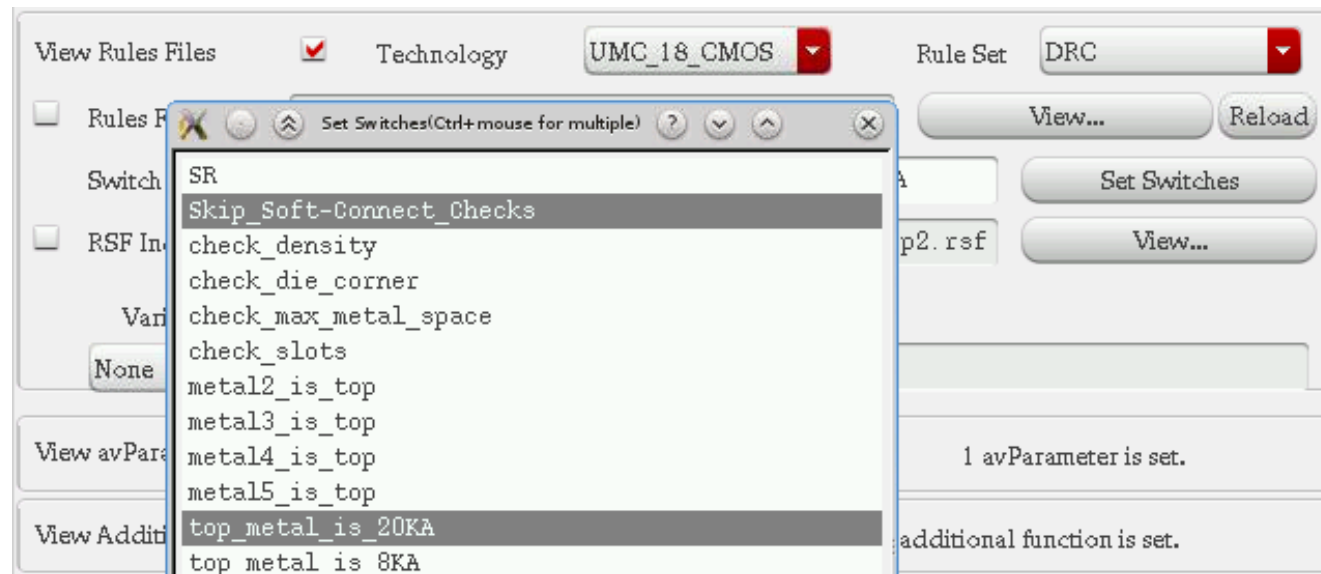 View Rules Files Technology UMC_18_CMOS Rule Set DRC
Rules F View... Reload
Set Switches(Ctrl+mouse for multiple)
SR
Switch Set Switches
Skip_Soft-Connect_Checks
RSF In p2.rsf View...
check_density
check_die_corner
Vari
check_max_metal_space
check_slots
None
metal2_is_top
metal3_is_top
View avPara 1 avParameter is set.
metal4_is_top
metal5_is_top
top_metal_is_20KA
View Additi additional function is set.
top_metal_is_8KA